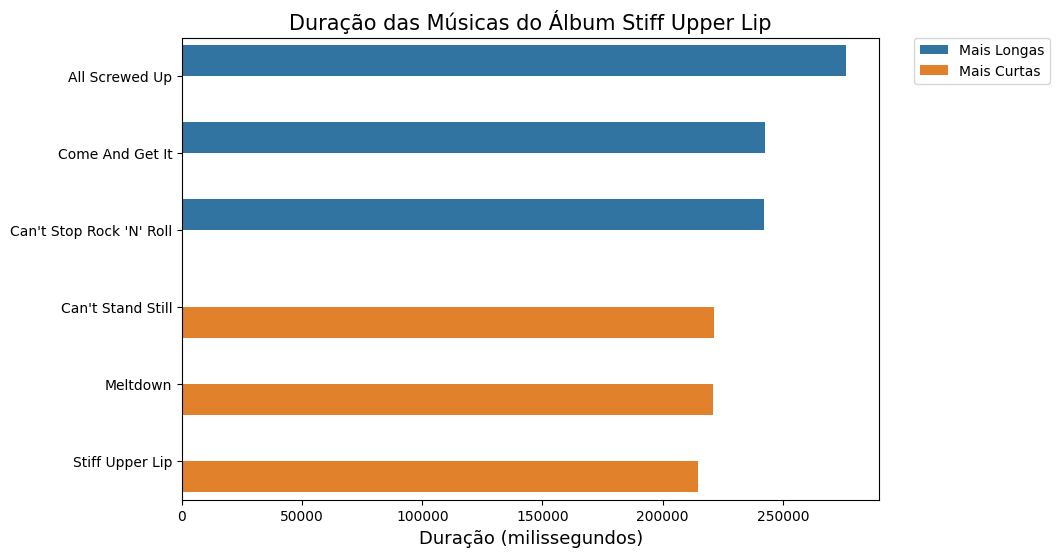 Duração das Músicas do Álbum Stiff Upper Lip
Mais Longas
Mais Curtas
All Screwed Up
Come And Get It
Can't Stop Rock 'N' Roll
Can't Stand Still
Meltdown
Stiff Upper Lip
0 50000 100000 150000 200000 250000
Duração (milissegundos)